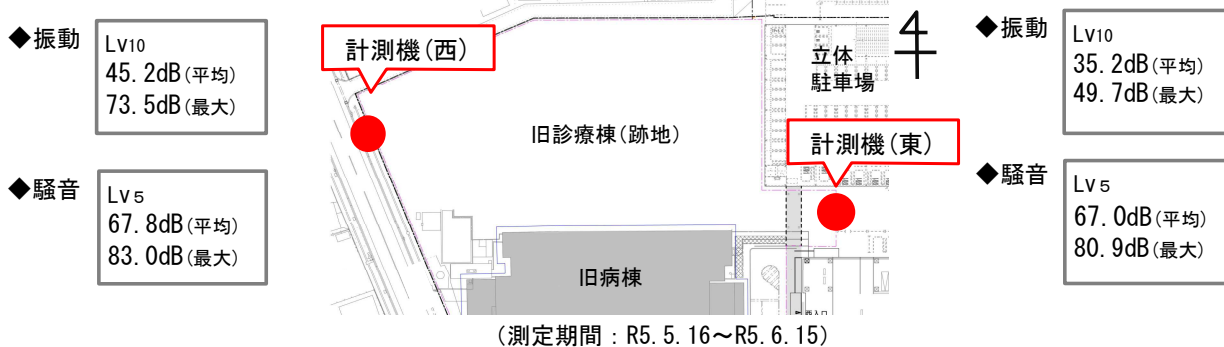 ◆振動
Lv10
45.2dB(平均)
73.5dB(最大)
◆騒音
Lv5
67.8dB(平均)
83.0dB(最大)
計測機(西)
旧診療棟(跡地)
立体
駐車場
計測機(東)
旧病棟
西入口
(測定期間:R5.5.16～R5.6.15)
◆振動
Lv10
35.2dB(平均)
49.7dB(最大)
◆騒音
Lv5
67.0dB(平均)
80.9dB(最大)